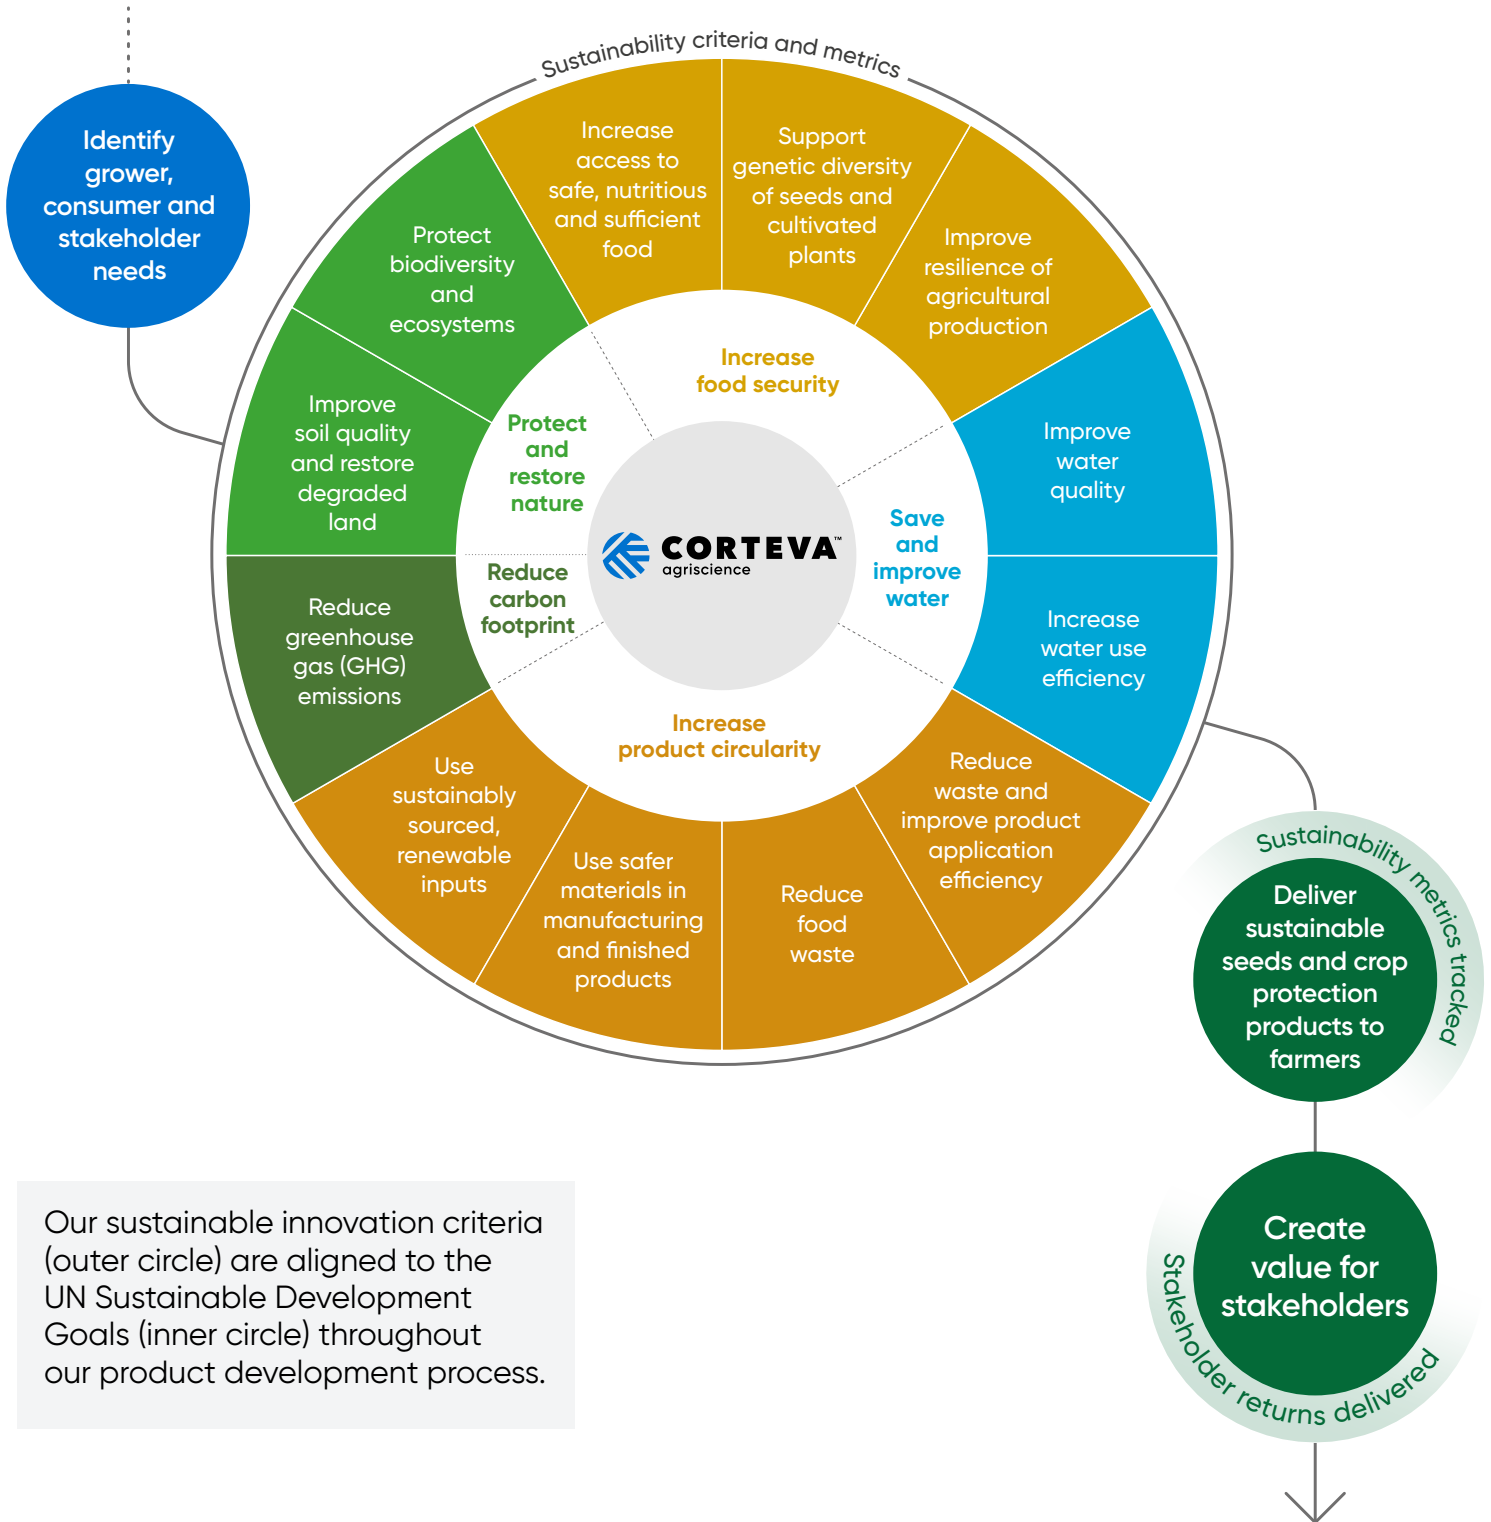 Sustainability criteria and metrics
Identify
grower,
consumer and
stakeholder
needs
Increase
access to
safe, nutritious
and sufficient
food
Support
genetic diversity
of seeds and
cultivated
plants
Improve
resilience of
agricultural
production
Improve
water
quality
Increase
water use
efficiency
Reduce
waste and
improve product
application
efficiency
Reduce
food
waste
Use safer
materials in
manufacturing
and finished
products
Use
sustainably
sourced,
renewable
inputs
Reduce
greenhouse
gas (GHG)
emissions
Improve
soil quality
and restore
degraded
land
Protect
biodiversity
and
ecosystems
Increase
food security
Save
and
improve
water
Increase
product circularity
Reduce
carbon
footprint
Protect
and
restore
nature
CORTEVA™
agriscience
Sustainability metrics tracked
Deliver
sustainable
seeds and crop
protection
products to
farmers
Create
value for
stakeholders
Stakeholder returns delivered
Our sustainable innovation criteria
(outer circle) are aligned to the
UN Sustainable Development
Goals (inner circle) throughout
our product development process.